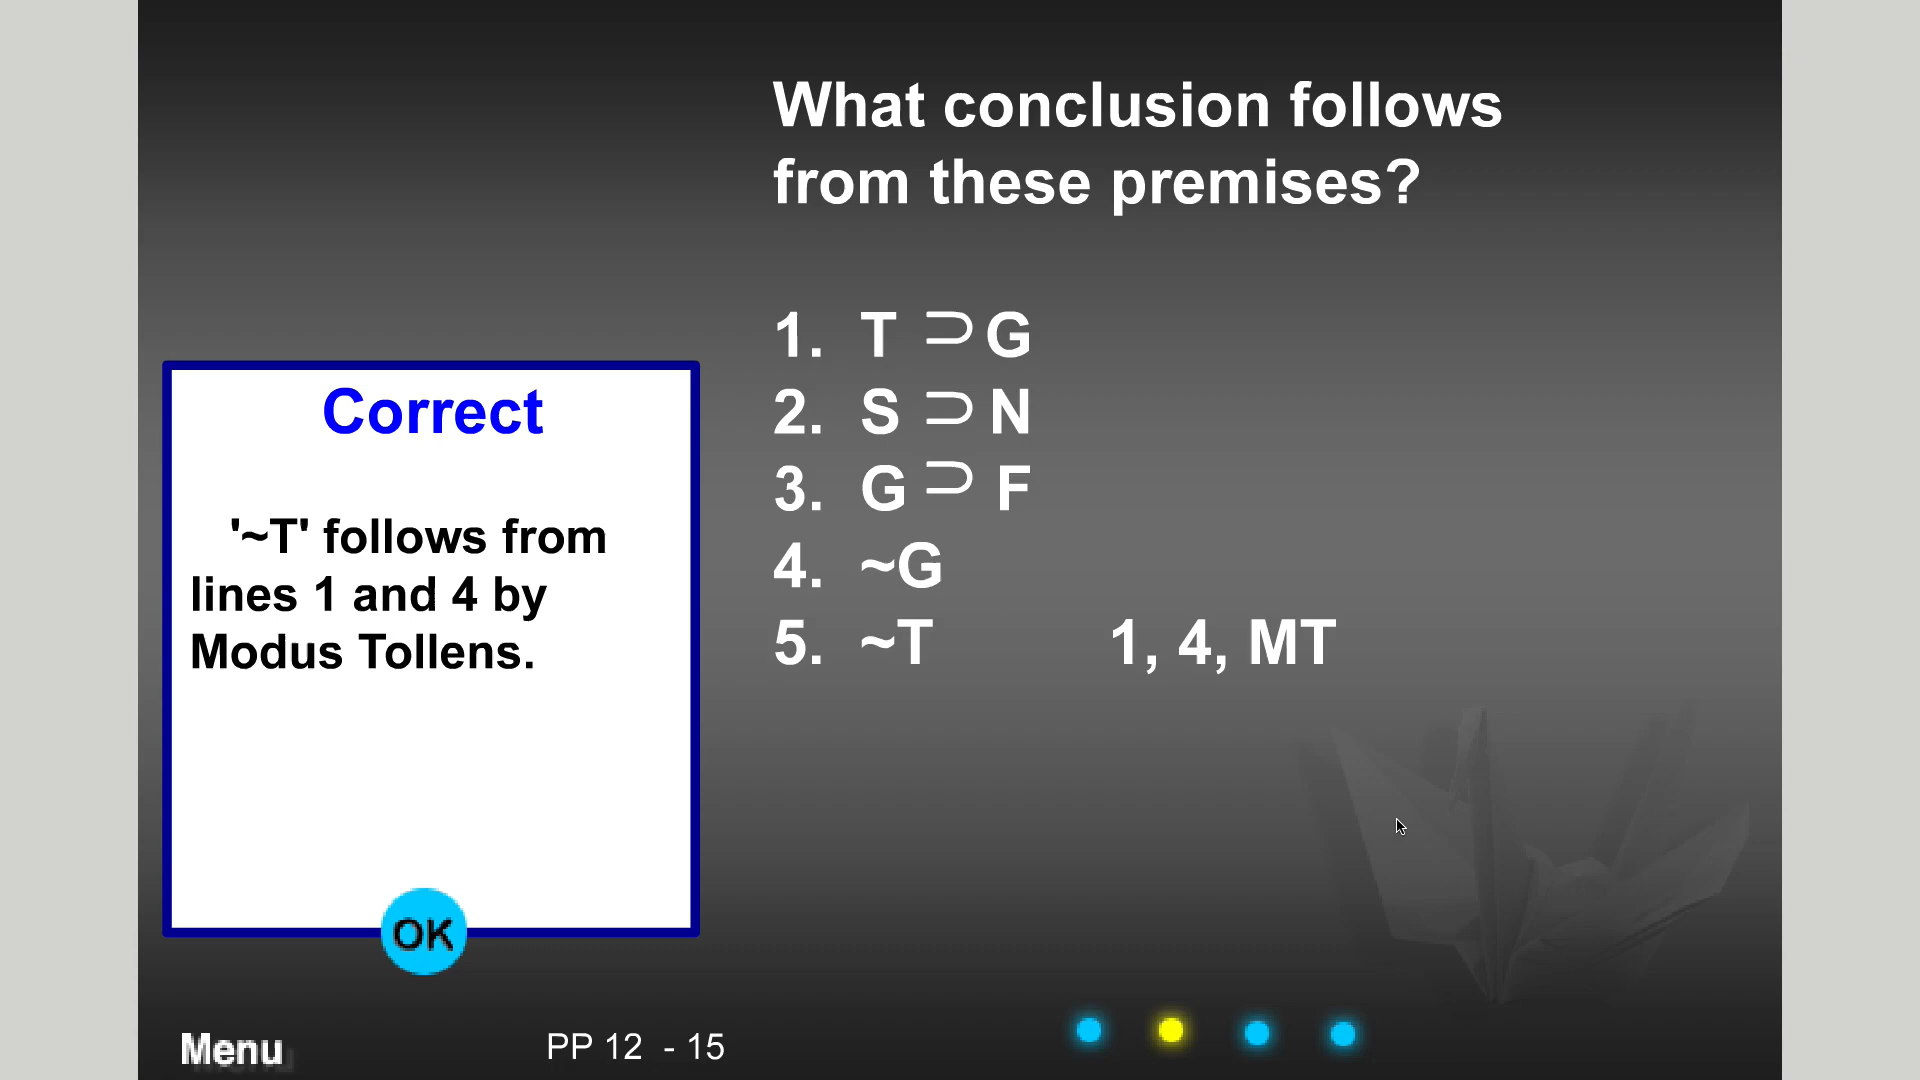 What conclusion follows
from these premises?
1. T ⊃ G
2. S ⊃ N
3. G ⊃ F
4. ~G
5. ~T 1, 4, MT
Correct
'~T' follows from
lines 1 and 4 by
Modus Tollens.
OK
Menu
PP 12 - 15